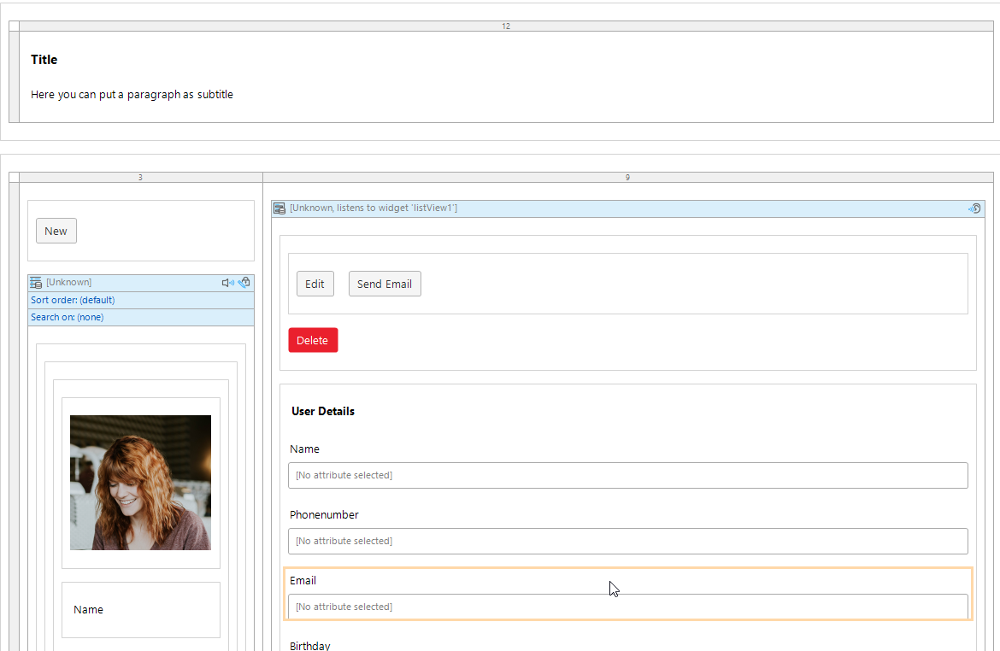 12
Title
Here you can put a paragraph as subtitle
3
9
New
[Unknown]
Sort order: (default)
Search on: (none)
Name
[Unknown, listens to widget 'listView1']
Edit
Send Email
Delete
User Details
Name
[No attribute selected]
Phonenumber
[No attribute selected]
Email
[No attribute selected]
Birthday